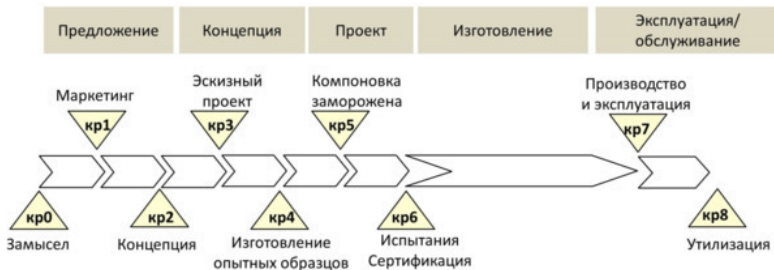 Предложение
Концепция
Проект
Изготовление
Эксплуатация/
обслуживание
Маркетинг
Эскизный
проект
Компоновка
заморожена
Производство
и эксплуатация
кр1
кр3
кр5
кр7
кр0
кр2
кр4
кр6
кр8
Замысел
Концепция
Изготовление
опытных образцов
Испытания
Сертификация
Утилизация